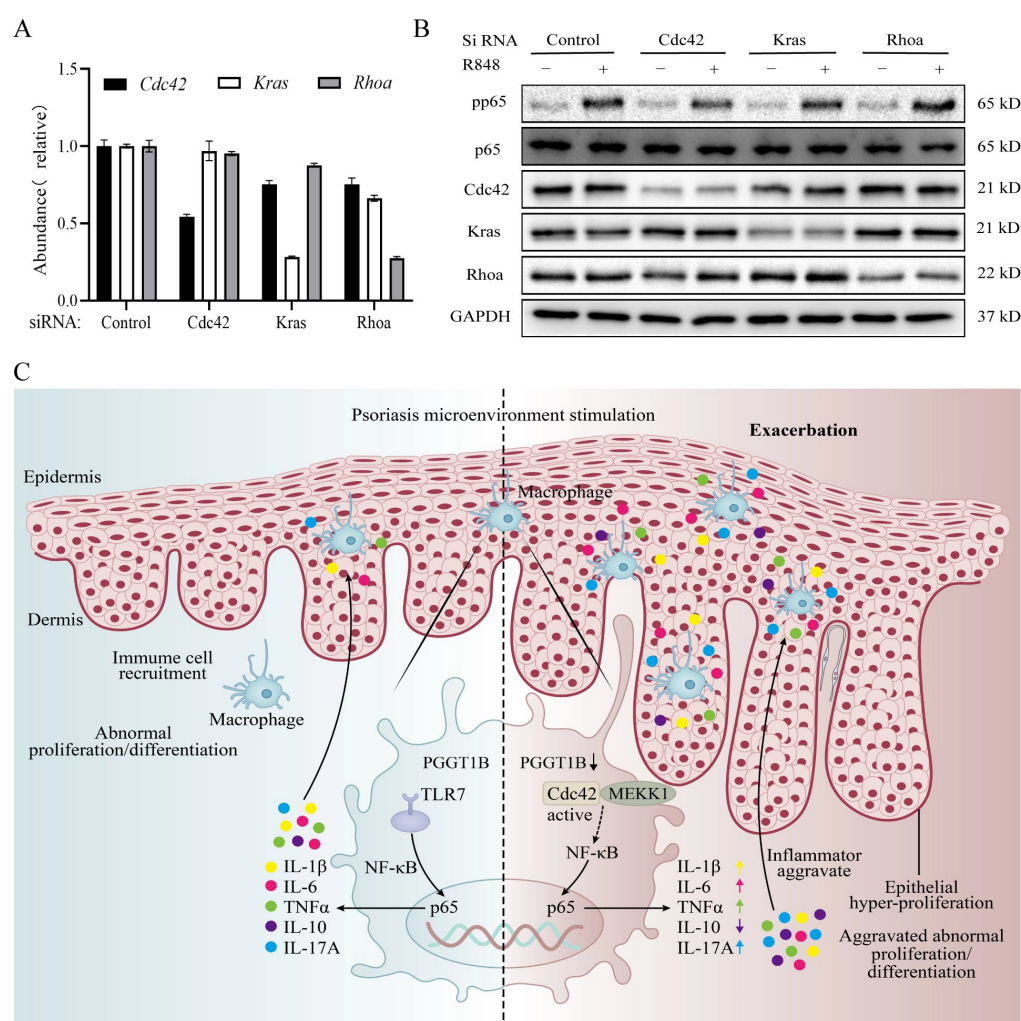 A
1.5
1.0
0.5
0.0
Abundance( relative)
Cdc42 Kras Rhoa
siRNA: Control Cdc42 Kras Rhoa
B
Si RNA Control Cdc42 Kras Rhoa
R848 − + − + − + − +
pp65 65 kD
p65 65 kD
Cdc42 21 kD
Kras 21 kD
Rhoa 22 kD
GAPDH 37 kD
C
Psoriasis microenvironment stimulation
Exacerbation
Epidermis
Macrophage
Dermis
Immume cell
recruitment
Macrophage
Abnormal
proliferation/differentiation
PGGT1B
TLR7
NF-κB
p65
IL-1β
IL-6
TNFα
IL-10
IL-17A
PGGT1B
Cdc42 MEKK1
active
NF-κB
p65
IL-1β
IL-6
TNFα
IL-10
IL-17A
Inflammator
aggravate
Epithelial
hyper-proliferation
Aggravated abnormal
proliferation/
differentiation